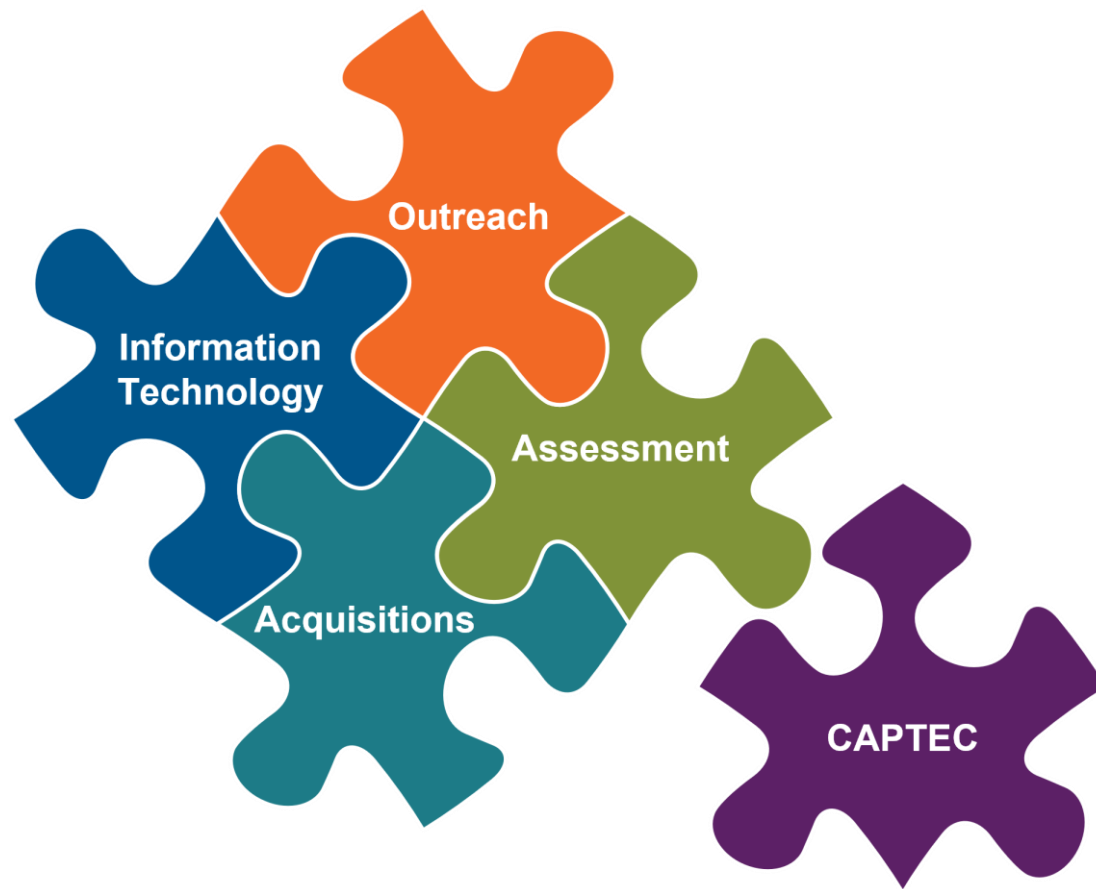 Outreach
Information
Technology
Assessment
Acquisitions
CAPTEC